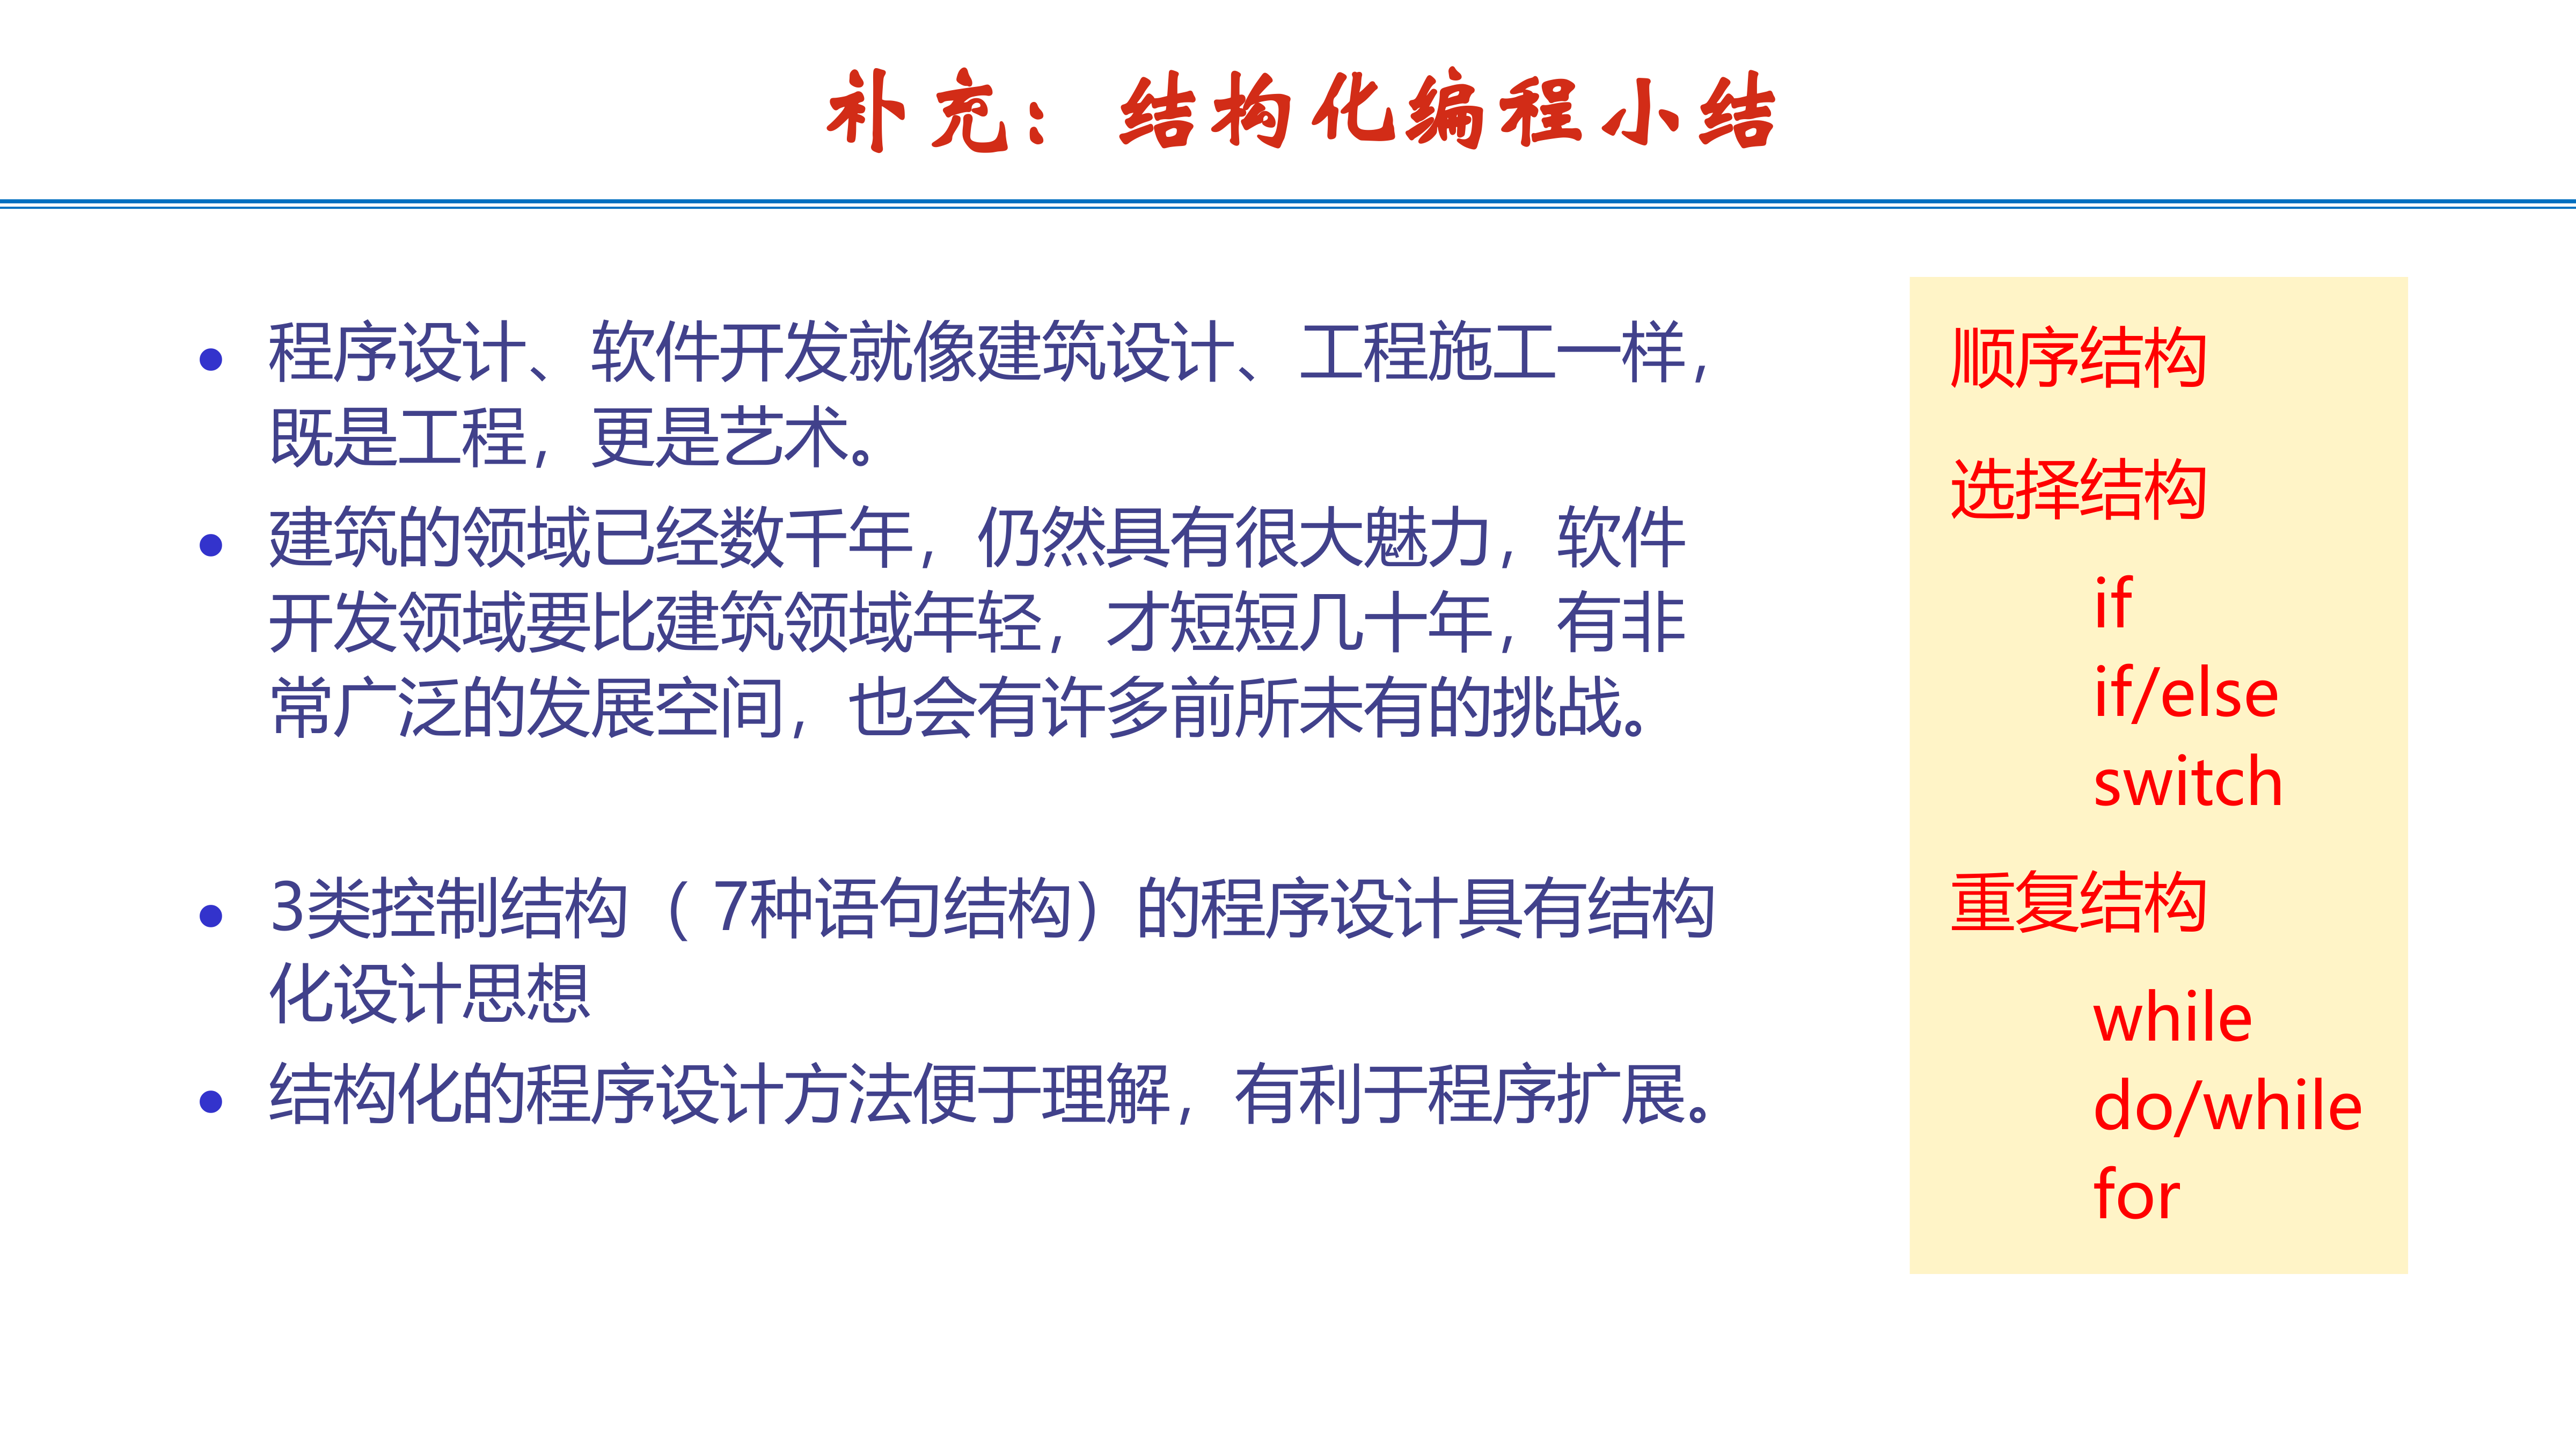 补充：结构化编程小结
程序设计、软件开发就像建筑设计、工程施工一样，
既是工程，更是艺术。
建筑的领域已经数千年，仍然具有很大魅力，软件
开发领域要比建筑领域年轻，才短短几十年，有非
常广泛的发展空间，也会有许多前所未有的挑战。
3类控制结构（ 7种语句结构）的程序设计具有结构
化设计思想
结构化的程序设计方法便于理解，有利于程序扩展。
顺序结构
选择结构
if
if/else
switch
重复结构
while
do/while
for